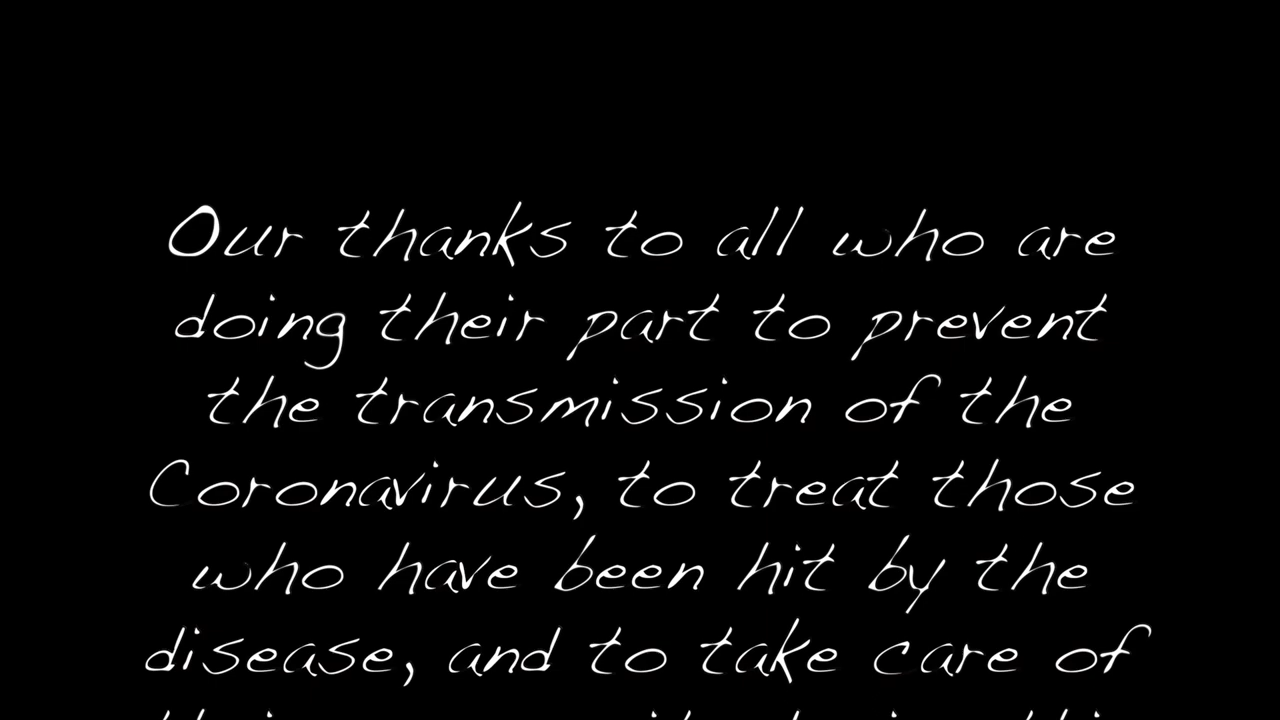 Our thanks to all who are
doing their part to prevent
the transmission of the
Coronavirus, to treat those
who have been hit by the
disease, and to take care of